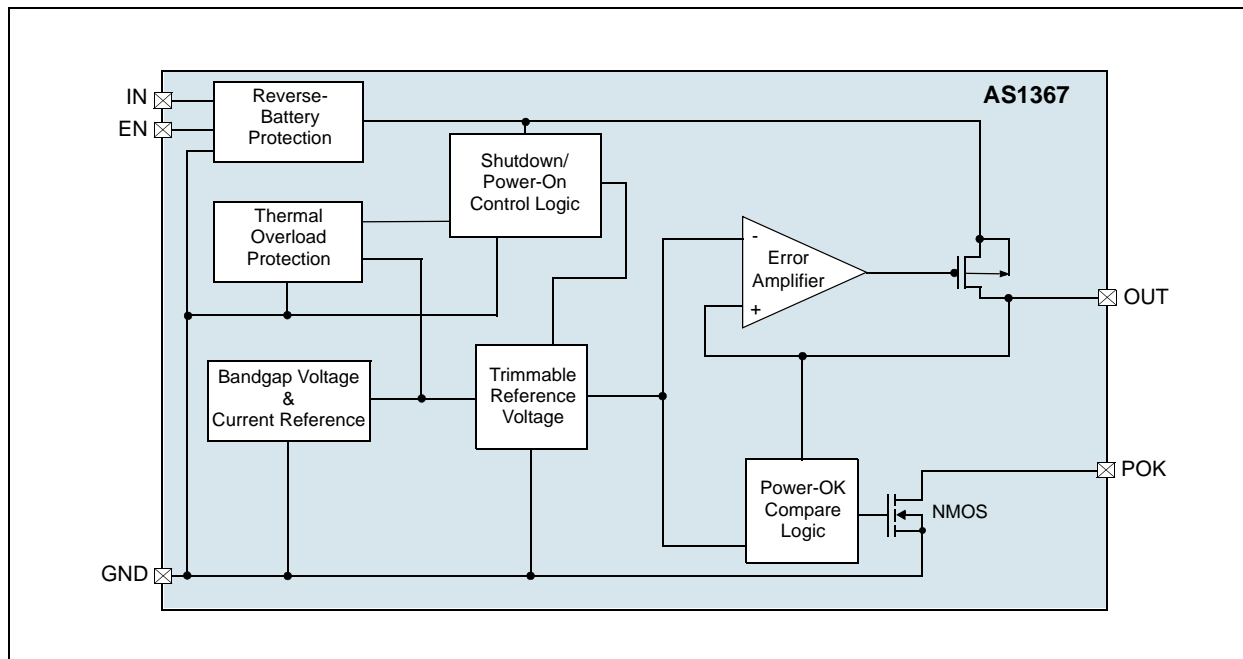 AS1367
IN
EN
Reverse-
Battery
Protection
Shutdown/
Power-On
Control Logic
Thermal
Overload
Protection
-
Error
Amplifier
+
OUT
Bandgap Voltage
&
Current Reference
Trimmable
Reference
Voltage
Power-OK
Compare
Logic
NMOS
POK
GND